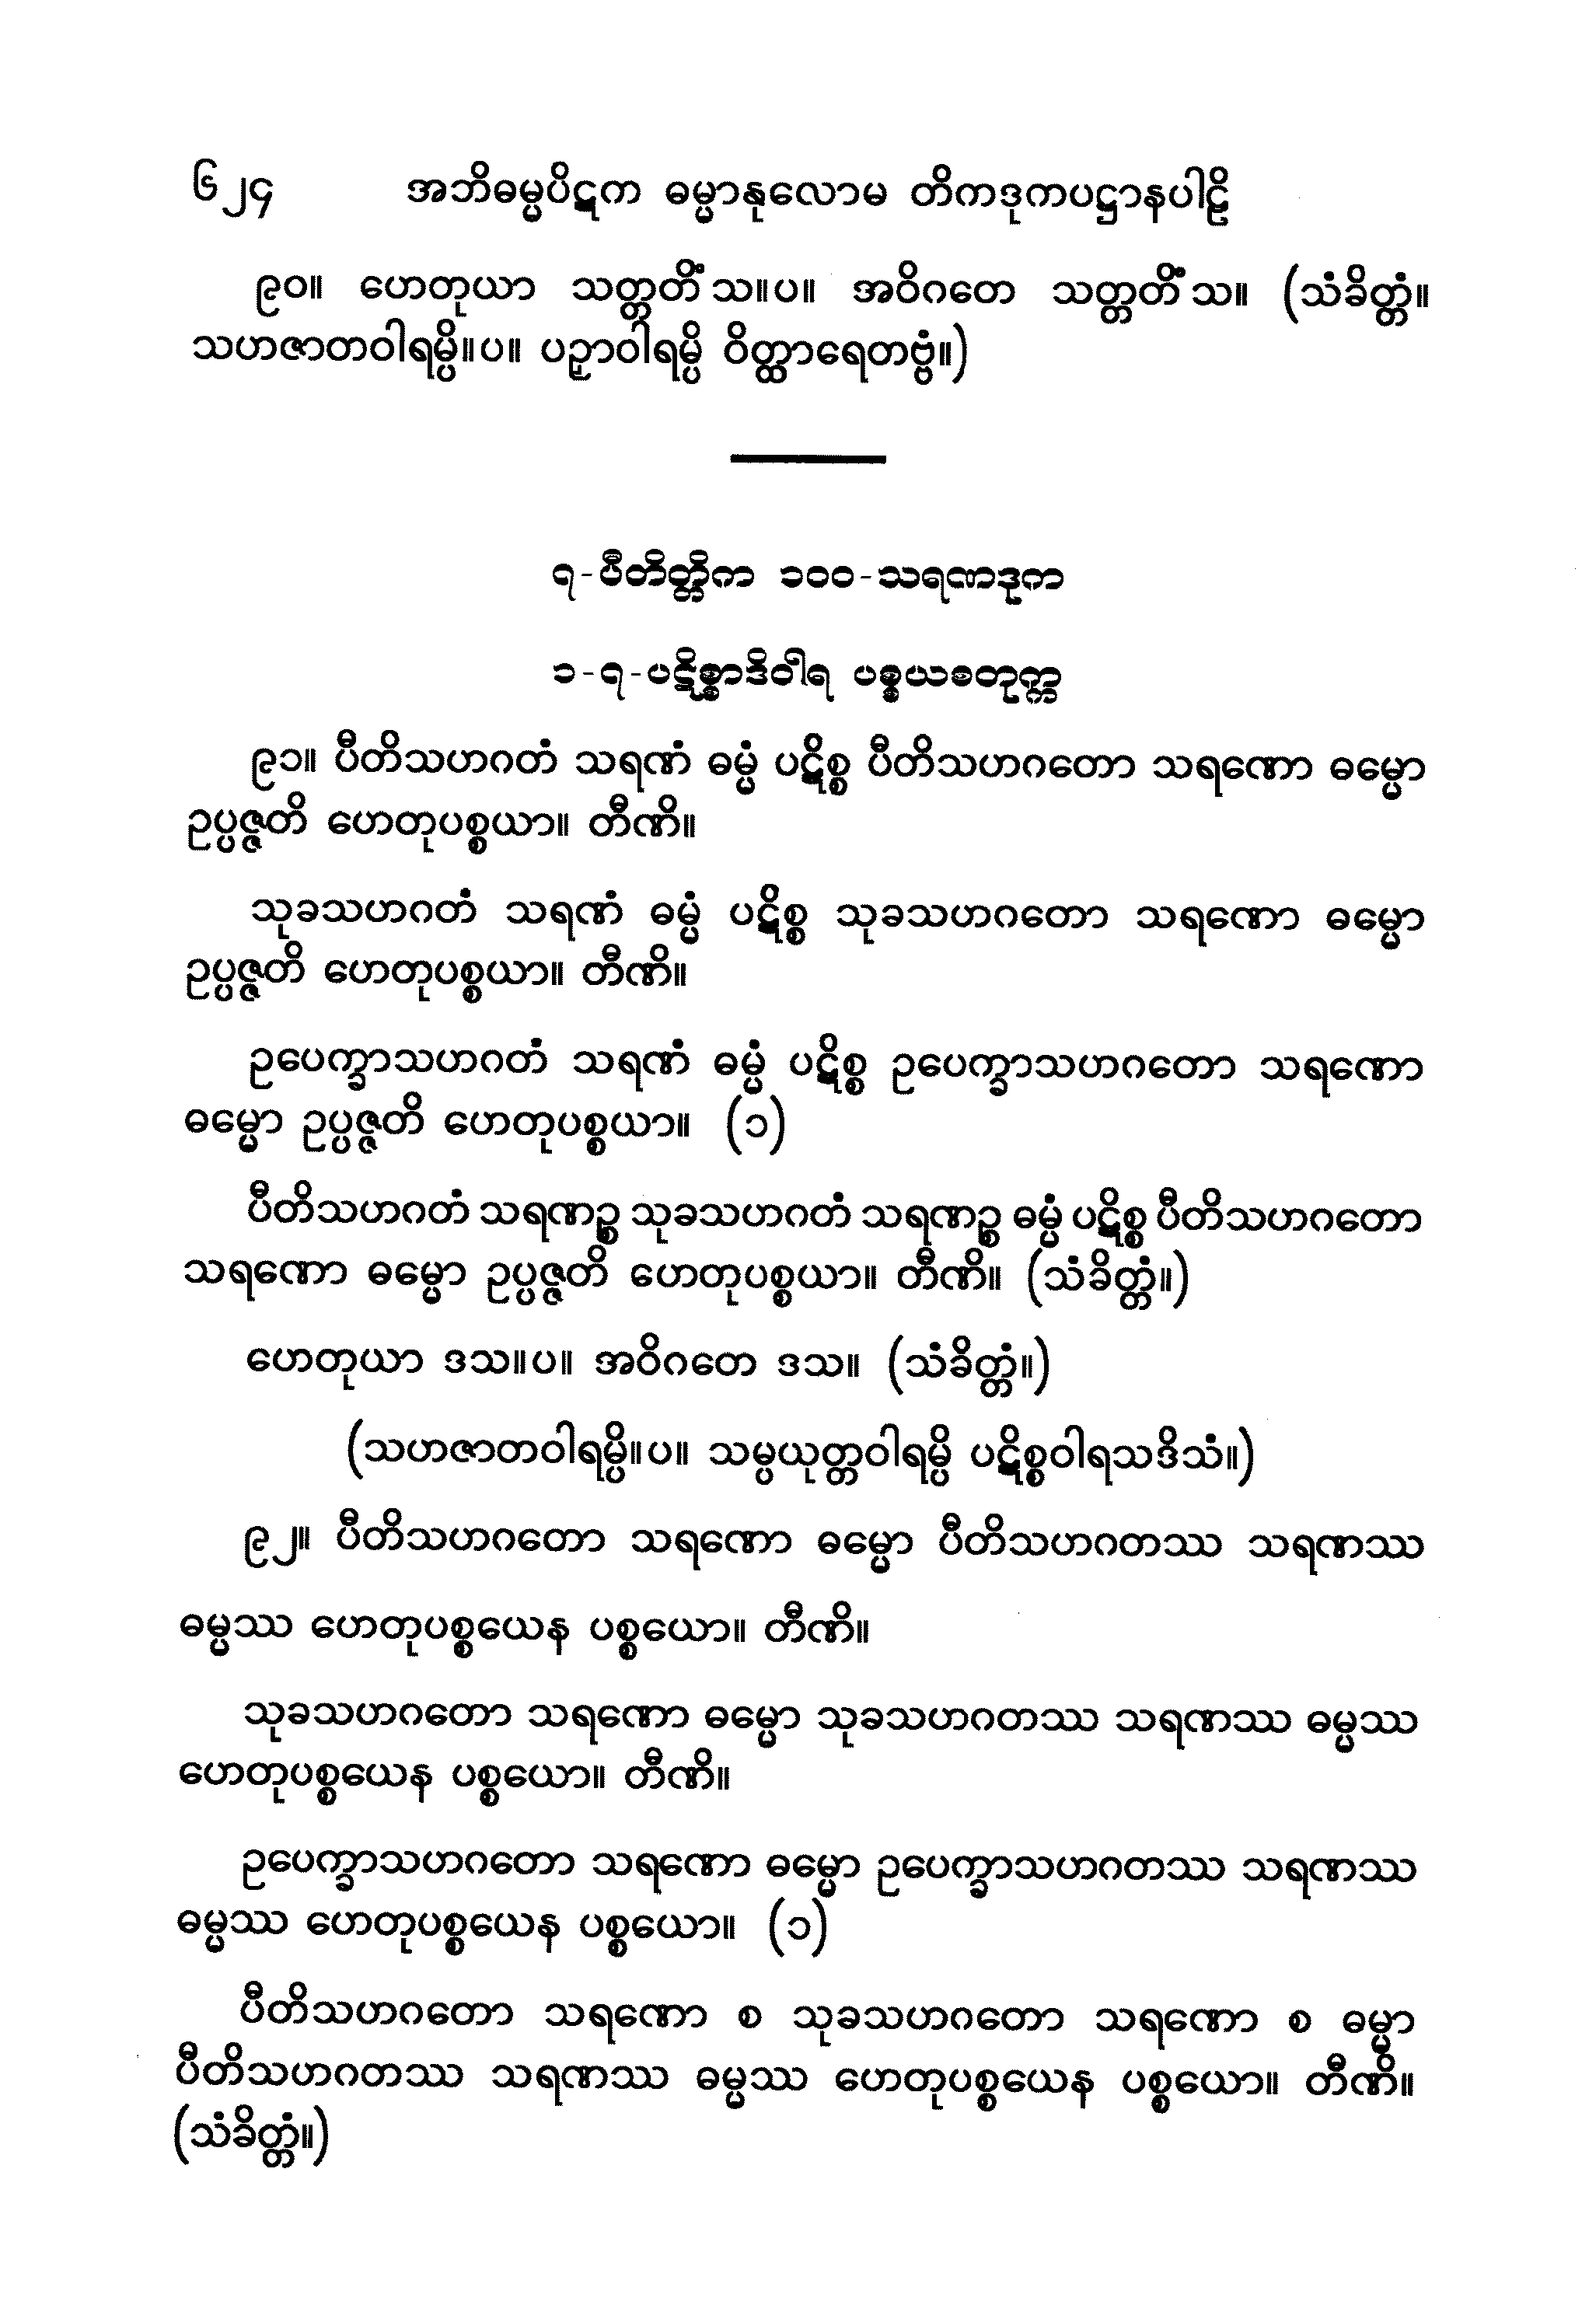 ၆၂၄ အဘိဓမ္မပိဋက ဓမ္မာနုလောမ တိကဒုကပဋ္ဌာနပါဠိ
၉၀။ ဟေတုယာ သတ္တတိံသ။ပ။ အဝိဂတေ သတ္တတိံသ။ (သံခိတ္တံ။
သဟဇာတဝါရမ္ပိ။ပ။ ပဉှာဝါရမ္ပိ ဝိတ္ထာရေတဗ္ဗံ။)
၇-ပီတိတ္တိက ၁၀၀-သရဏဒုက
၁-၇-ပဋိစ္စာဒိဝါရ ပစ္စယစတုက္က
၉၁။ ပီတိသဟဂတံ သရဏံ ဓမ္မံ ပဋိစ္စ ပီတိသဟဂတော သရဏော ဓမ္မော
ဥပ္ပဇ္ဇတိ ဟေတုပစ္စယာ။ တီဏိ။
သုခသဟဂတံ သရဏံ ဓမ္မံ ပဋိစ္စ သုခသဟဂတော သရဏော ဓမ္မော
ဥပ္ပဇ္ဇတိ ဟေတုပစ္စယာ။ တီဏိ။
ဥပေက္ခာသဟဂတံ သရဏံ ဓမ္မံ ပဋိစ္စ ဥပေက္ခာသဟဂတော သရဏော
ဓမ္မော ဥပ္ပဇ္ဇတိ ဟေတုပစ္စယာ။ (၁)
ပီတိသဟဂတံ သရဏဉ္စ သုခသဟဂတံ သရဏဉ္စ ဓမ္မံ ပဋိစ္စ ပီတိသဟဂတော
သရဏော ဓမ္မော ဥပ္ပဇ္ဇတိ ဟေတုပစ္စယာ။ တီဏိ။ (သံခိတ္တံ။)
ဟေတုယာ ဒသ။ပ။ အဝိဂတေ ဒသ။ (သံခိတ္တံ။)
(သဟဇာတဝါရမ္ပိ။ပ။ သမ္ပယုတ္တဝါရမ္ပိ ပဋိစ္စဝါရသဒိသံ။)
၉၂။ ပီတိသဟဂတော သရဏော ဓမ္မော ပီတိသဟဂတဿ သရဏဿ
ဓမ္မဿ ဟေတုပစ္စယေန ပစ္စယော။ တီဏိ။
သုခသဟဂတော သရဏော ဓမ္မော သုခသဟဂတဿ သရဏဿ ဓမ္မဿ
ဟေတုပစ္စယေန ပစ္စယော။ တီဏိ။
ဥပေက္ခာသဟဂတော သရဏော ဓမ္မော ဥပေက္ခာသဟဂတဿ သရဏဿ
ဓမ္မဿ ဟေတုပစ္စယေန ပစ္စယော။ (၁)
ပီတိသဟဂတော သရဏော စ သုခသဟဂတော သရဏော စ ဓမ္မာ
ပီတိသဟဂတဿ သရဏဿ ဓမ္မဿ ဟေတုပစ္စယေန ပစ္စယော။ တီဏိ။
(သံခိတ္တံ။)